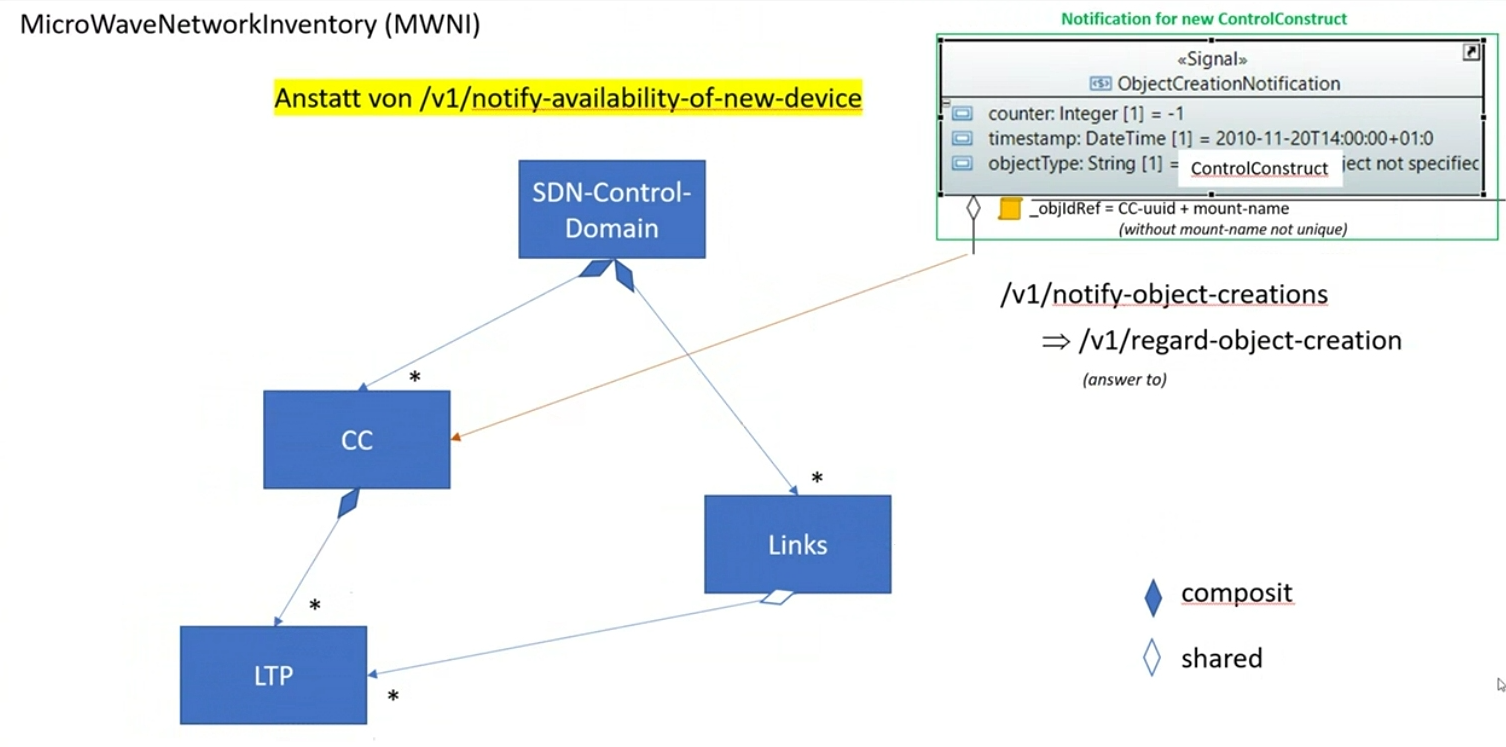 MicroWaveNetworkInventory (MWNI)
Notification for new ControlConstruct
«Signal»
ObjectCreationNotification
counter: Integer [1] = -1
timestamp: DateTime [1] = 2010-11-20T14:00:00+01:0
objectType: String [1] = ControlConstruct ject not specified
_objIdRef = CC-uuid + mount-name
(without mount-name not unique)
Anstatt von /v1/notify-availability-of-new-device
SDN-Control-
Domain
/v1/notify-object-creations
⇒ /v1/regard-object-creation
(answer to)
*
CC
*
Links
*
LTP
*
composit
shared